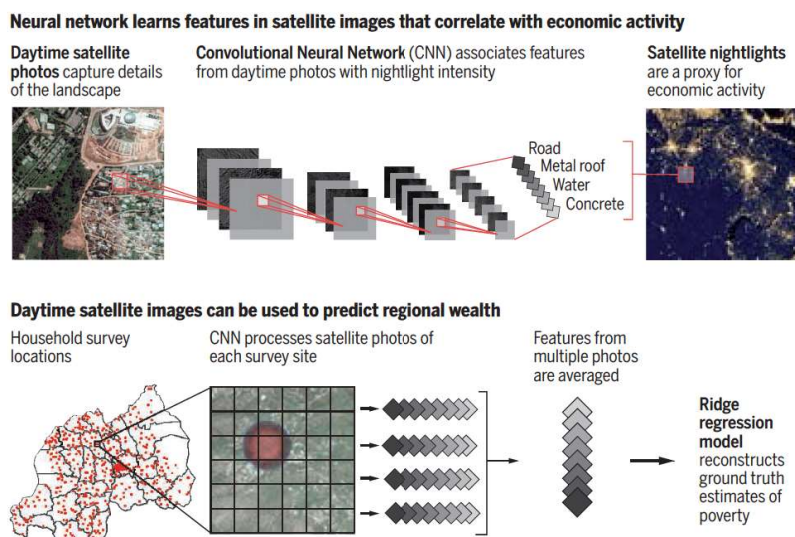 Neural network learns features in satellite images that correlate with economic activity
Daytime satellite
photos capture details
of the landscape
Convolutional Neural Network (CNN) associates features
from daytime photos with nightlight intensity
Satellite nightlights
are a proxy for
economic activity
Road
Metal roof
Water
Concrete
Daytime satellite images can be used to predict regional wealth
Household survey
locations
CNN processes satellite photos of
each survey site
Features from
multiple photos
are averaged
Ridge
regression
model
reconstructs
ground truth
estimates of
poverty